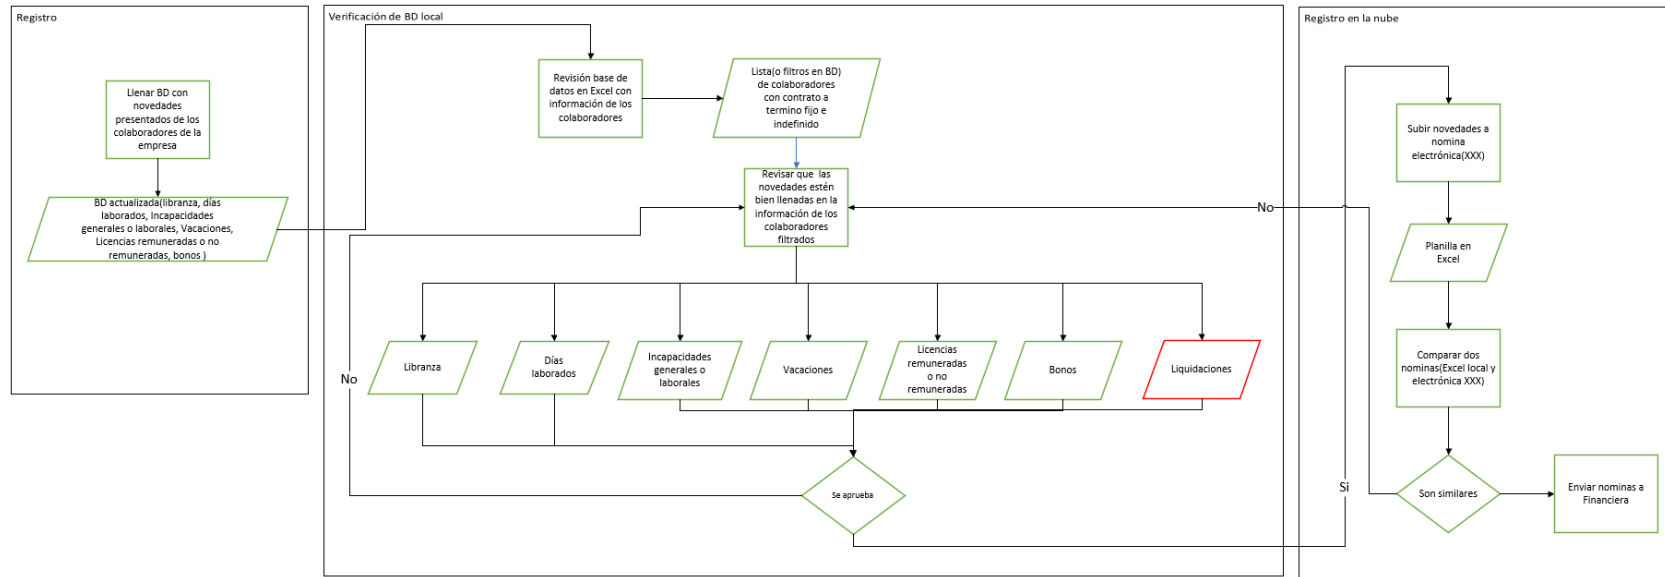 Registro
Llenar BD con
novedades
presentados de los
colaboradores de la
empresa
BD actualizada(libranza, días
laborados, Incapacidades
generales o laborales, Vacaciones,
Licencias remuneradas o no
remuneradas, bonos )
Verificación de BD local
Revisión base de
datos en Excel con
información de los
colaboradores
Lista(o filtros en BD)
de colaboradores
con contrato a
termino fijo e
indefinido
Revisar que las
novedades estén
bien llenadas en la
información de los
colaboradores
filtrados
Libranza
Días
laborados
Incapacidades
generales o
laborales
Vacaciones
Licencias
remuneradas
o no
remuneradas
Bonos
Liquidaciones
No
Se aprueba
Si
Registro en la nube
Subir novedades a
nomina
electrónica(XXX)
No
Planilla en
Excel
Comparar dos
nominas(Excel local y
electrónica XXX)
Son similares
Enviar nominas a
Financiera